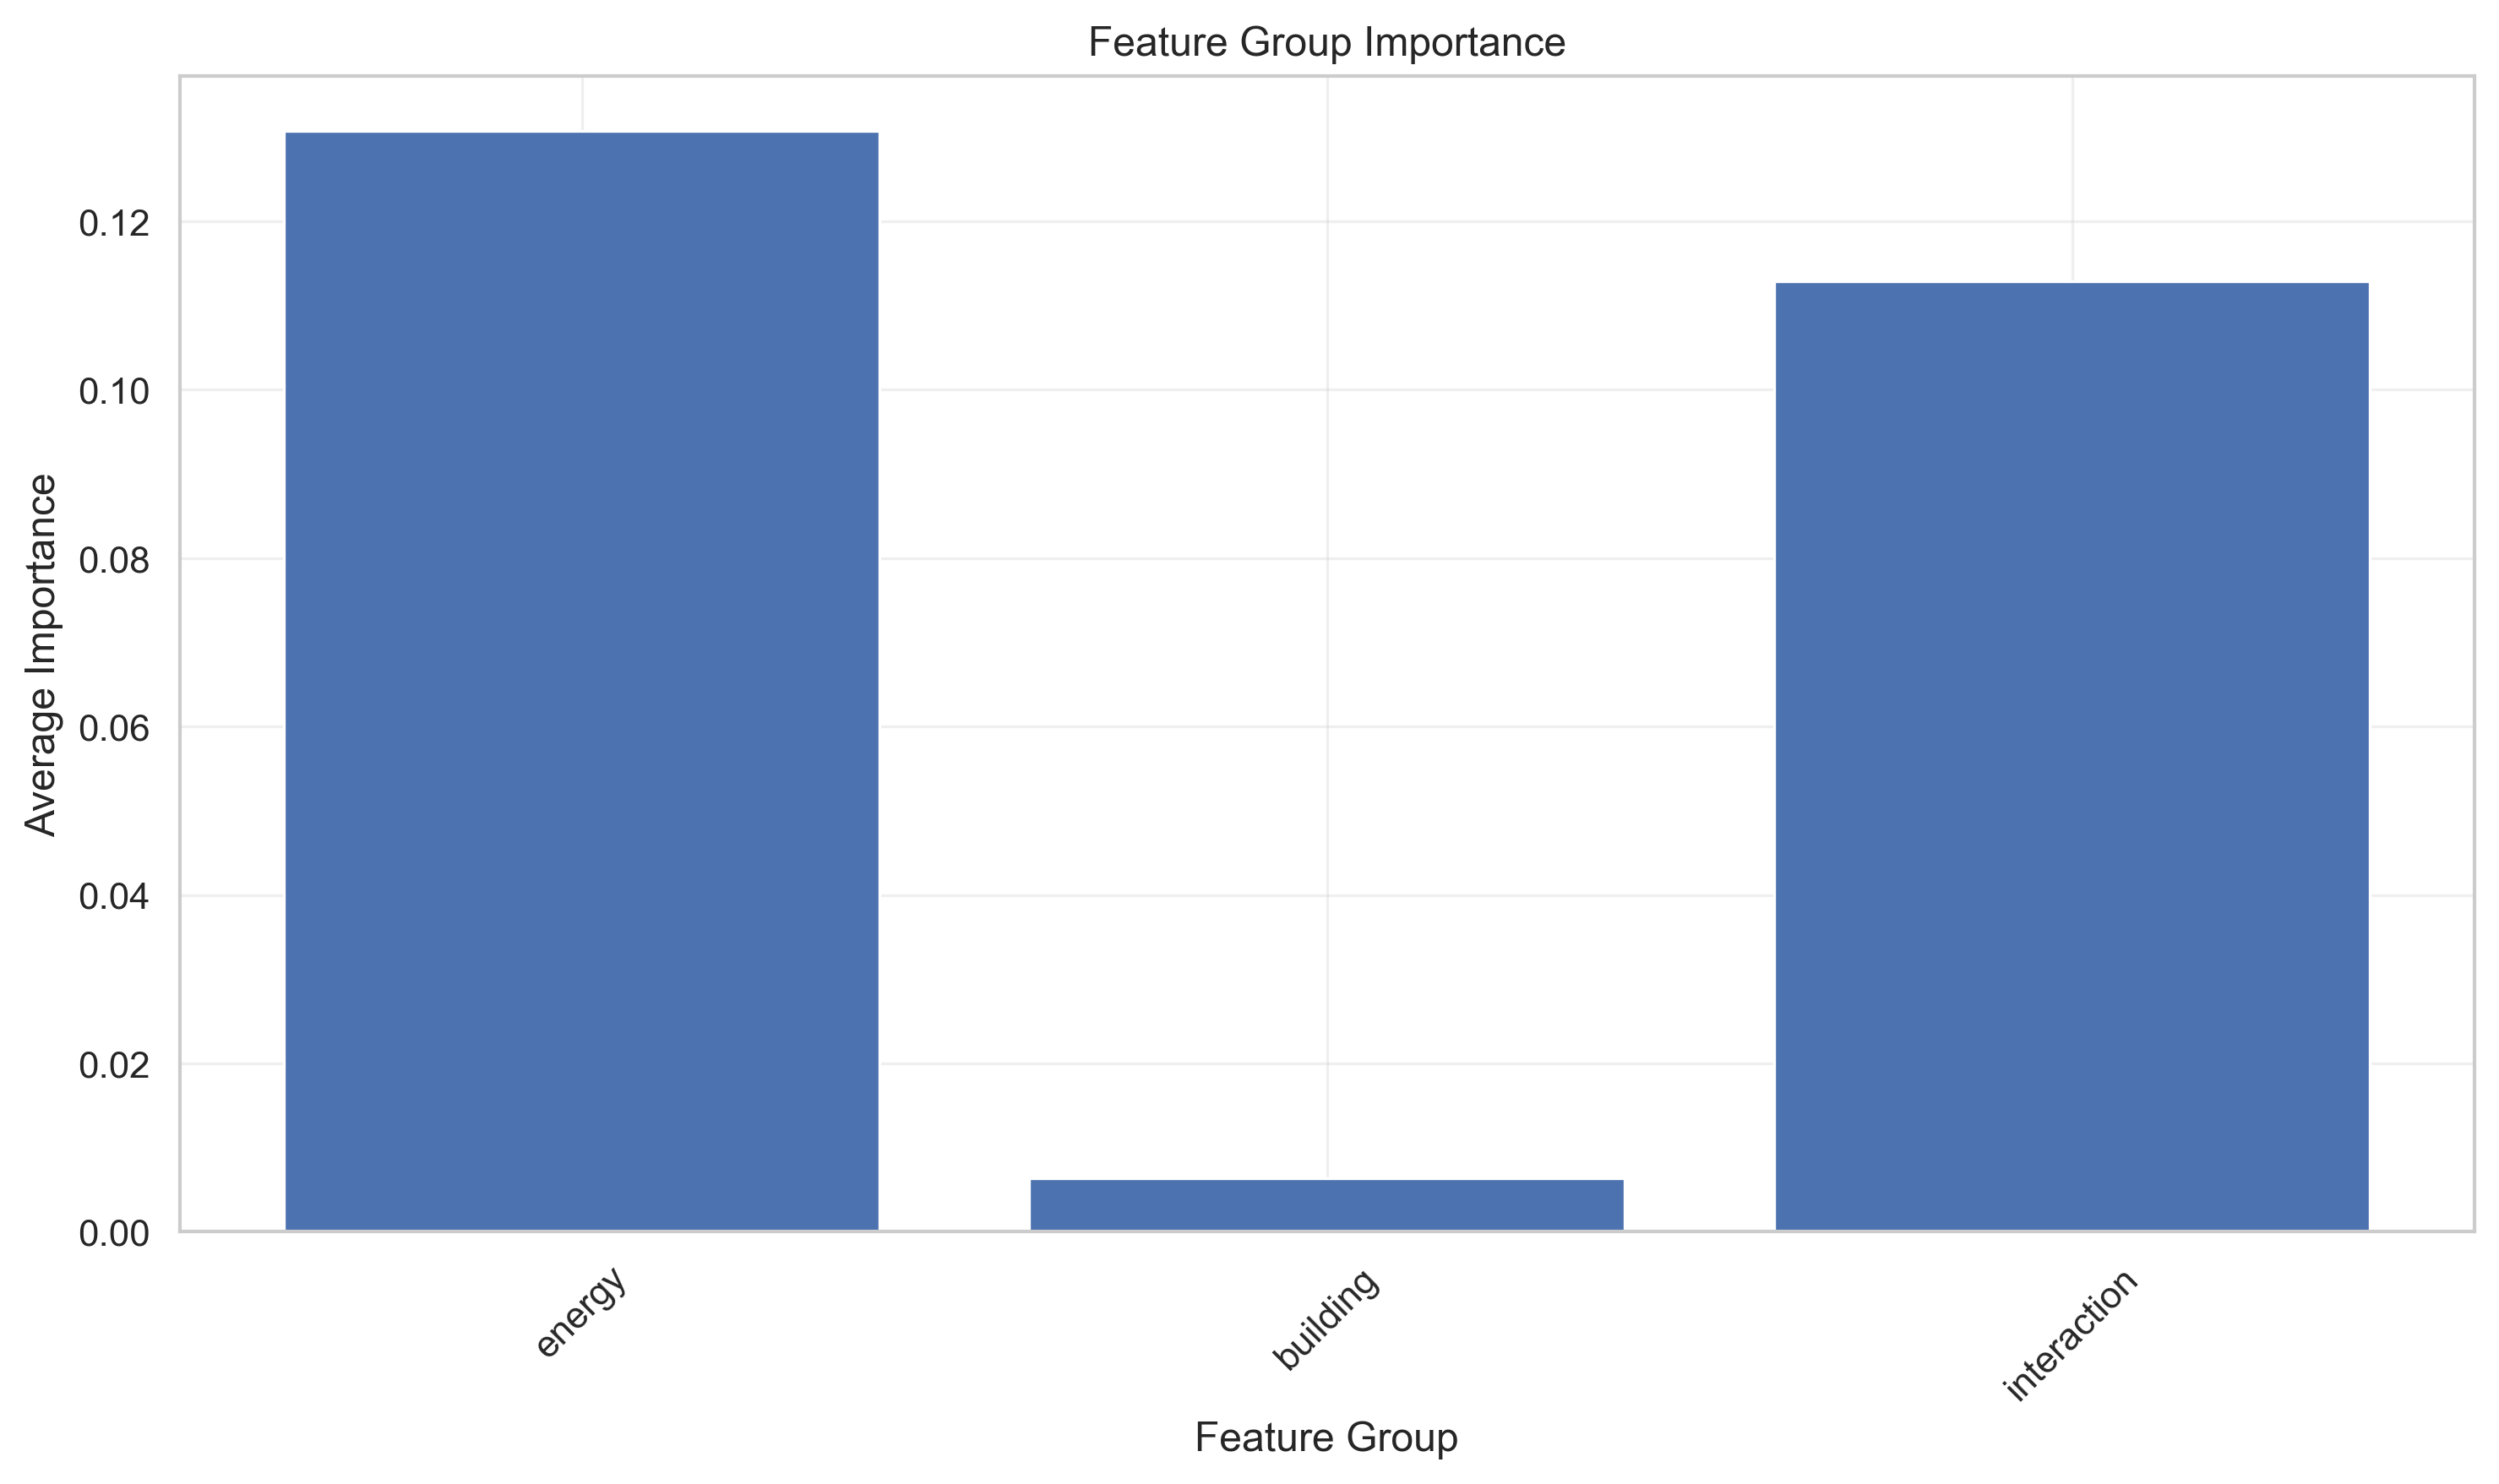 Feature Group Importance
Average Importance
0.12
0.10
0.08
0.06
0.04
0.02
0.00
energy
building
interaction
Feature Group